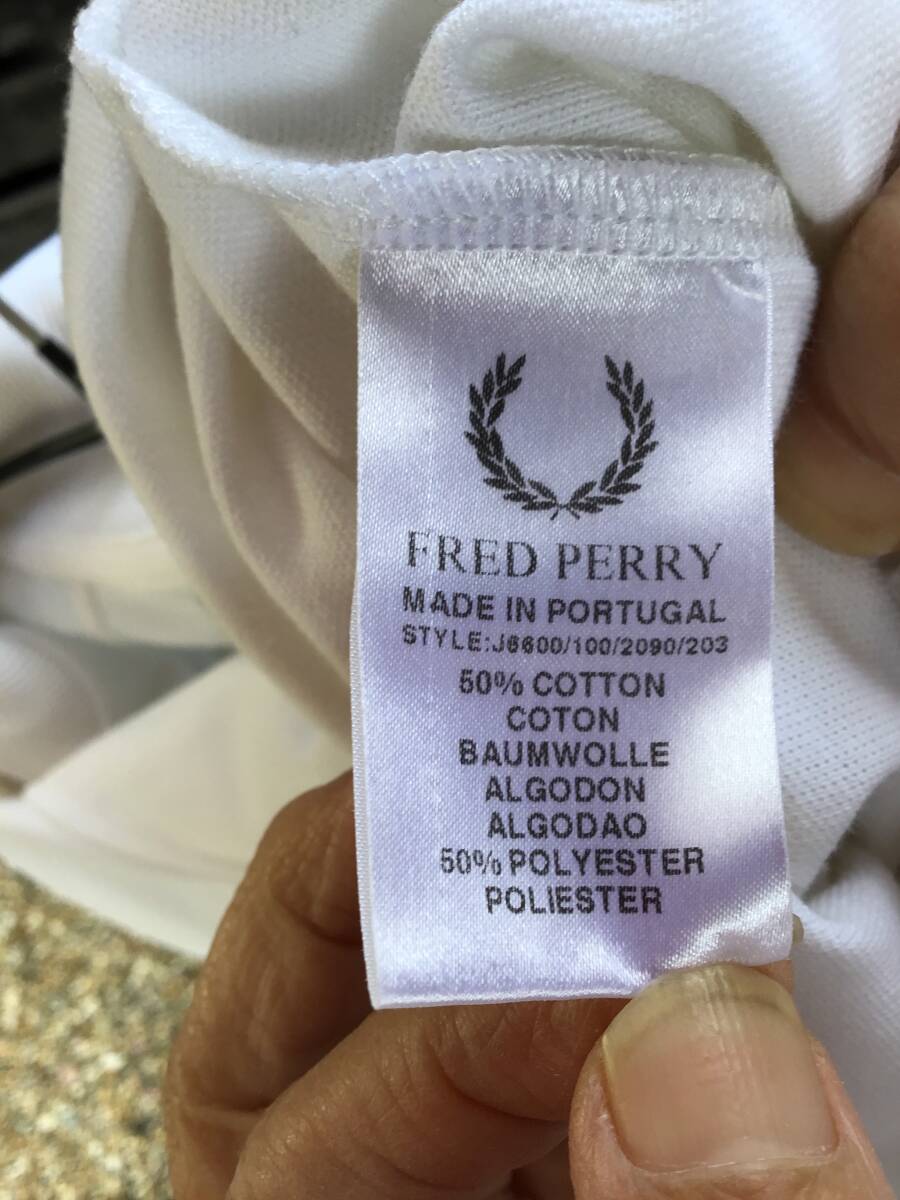 FRED PERRY
MADE IN PORTUGAL
STYLE:J6600/100/2090/203
50% COTTON
COTON
BAUMWOLLE
ALGODON
ALGODAO
50% POLYESTER
POLIESTER